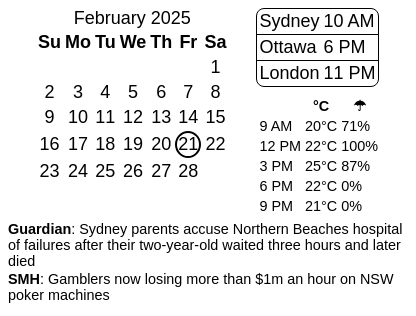 February 2025
Su Mo Tu We Th Fr Sa
1
2 3 4 5 6 7 8
9 10 11 12 13 14 15
16 17 18 19 20 21 22
23 24 25 26 27 28
Sydney 10 AM
Ottawa 6 PM
London 11 PM
°C ☂
9 AM 20°C 71%
12 PM 22°C 100%
3 PM 25°C 87%
6 PM 22°C 0%
9 PM 21°C 0%
Guardian: Sydney parents accuse Northern Beaches hospital
of failures after their two-year-old waited three hours and later
died
SMH: Gamblers now losing more than $1m an hour on NSW
poker machines